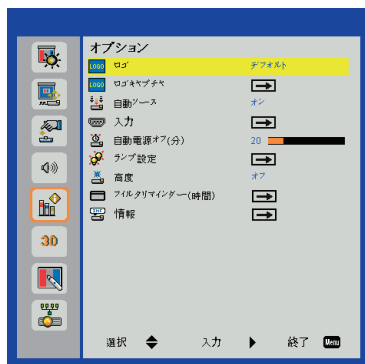 オプション
LOGO ロゴ デフォルト
LOGO ロゴキャプチャ
自動ソース オン
入力
自動電源オフ(分) 20
ランプ設定
高度 オフ
フィルタリマインダー(時間)
情報
3D
選択 入力 終了 Menu